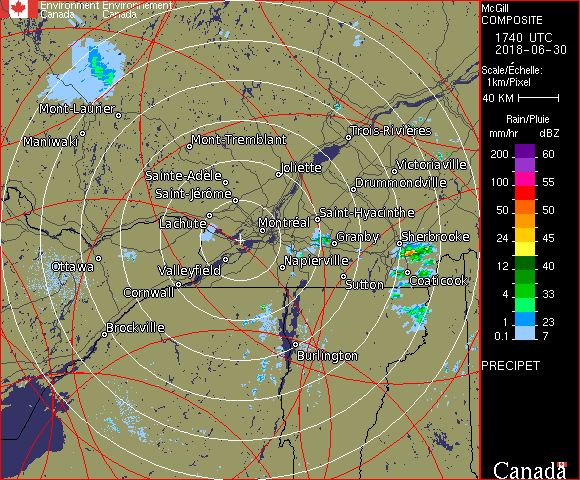 Environment Environnement
Canada Canada
McGill
COMPOSITE
1740 UTC
2018-06-30
Scale/Échelle:
1km/Pixel
40 KM
Rain/Pluie
mm/hr dBZ
200 60
150 57
100 55
50 50
24 45
12 40
4 33
1 23
0.1 7
PRECIPET
Canada
Mont-Laurier
Maniwaki
Mont-Tremblant
Trois-Rivières
Joliette
Victoriaville
Sainte-Adèle
Drummondville
Saint-Jérôme
Lachute
Saint-Hyacinthe
Montréal
Granby
Sherbrooke
Ottawa
Valleyfield
Napierville
Cornwall
Sutton
Coaticook
Brockville
Burlington